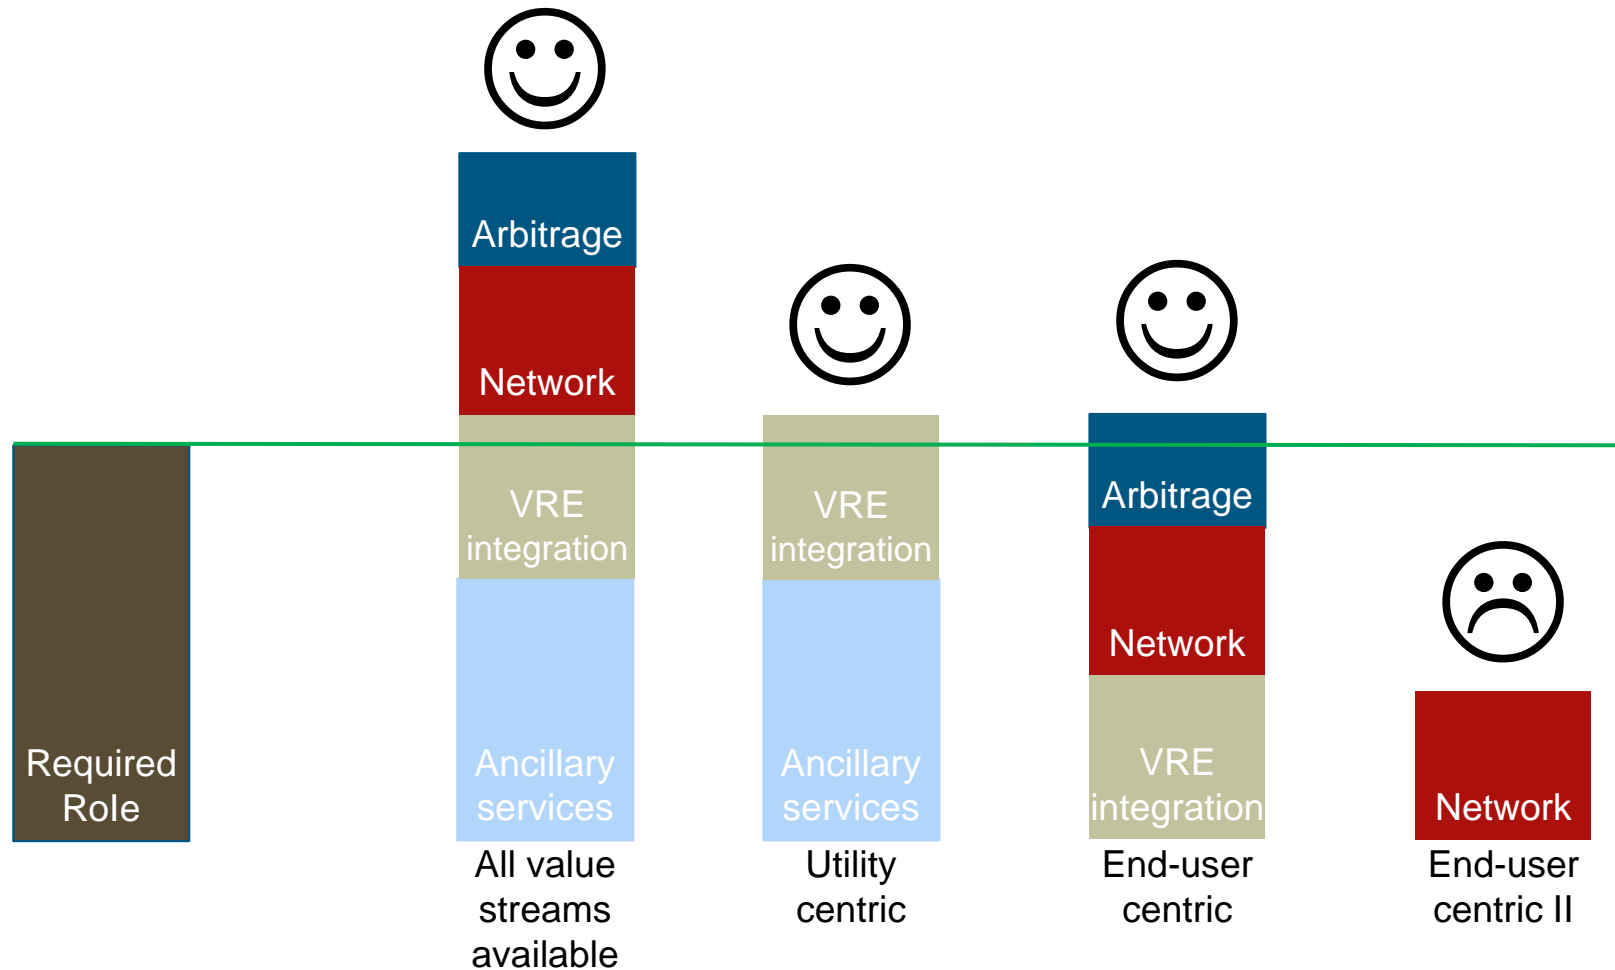 Required
Role
Arbitrage
Network
VRE
integration
Ancillary
services
All value
streams
available
VRE
integration
Ancillary
services
Utility
centric
Arbitrage
Network
VRE
integration
End-user
centric
Network
End-user
centric II